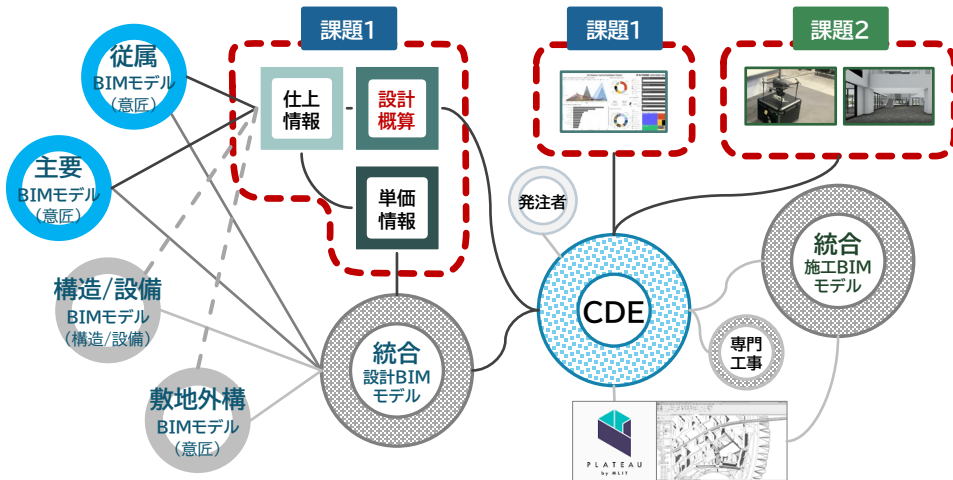 課題1
課題1
課題2
従属
BIMモデル
（意匠）
仕上
情報
設計
概算
主要
BIMモデル
（意匠）
単価
情報
発注者
統合
施工BIM
モデル
構造/設備
BIMモデル
（構造/設備）
CDE
専門
工事
統合
設計BIM
モデル
敷地外構
BIMモデル
（意匠）
PLATEAU
by MLIT